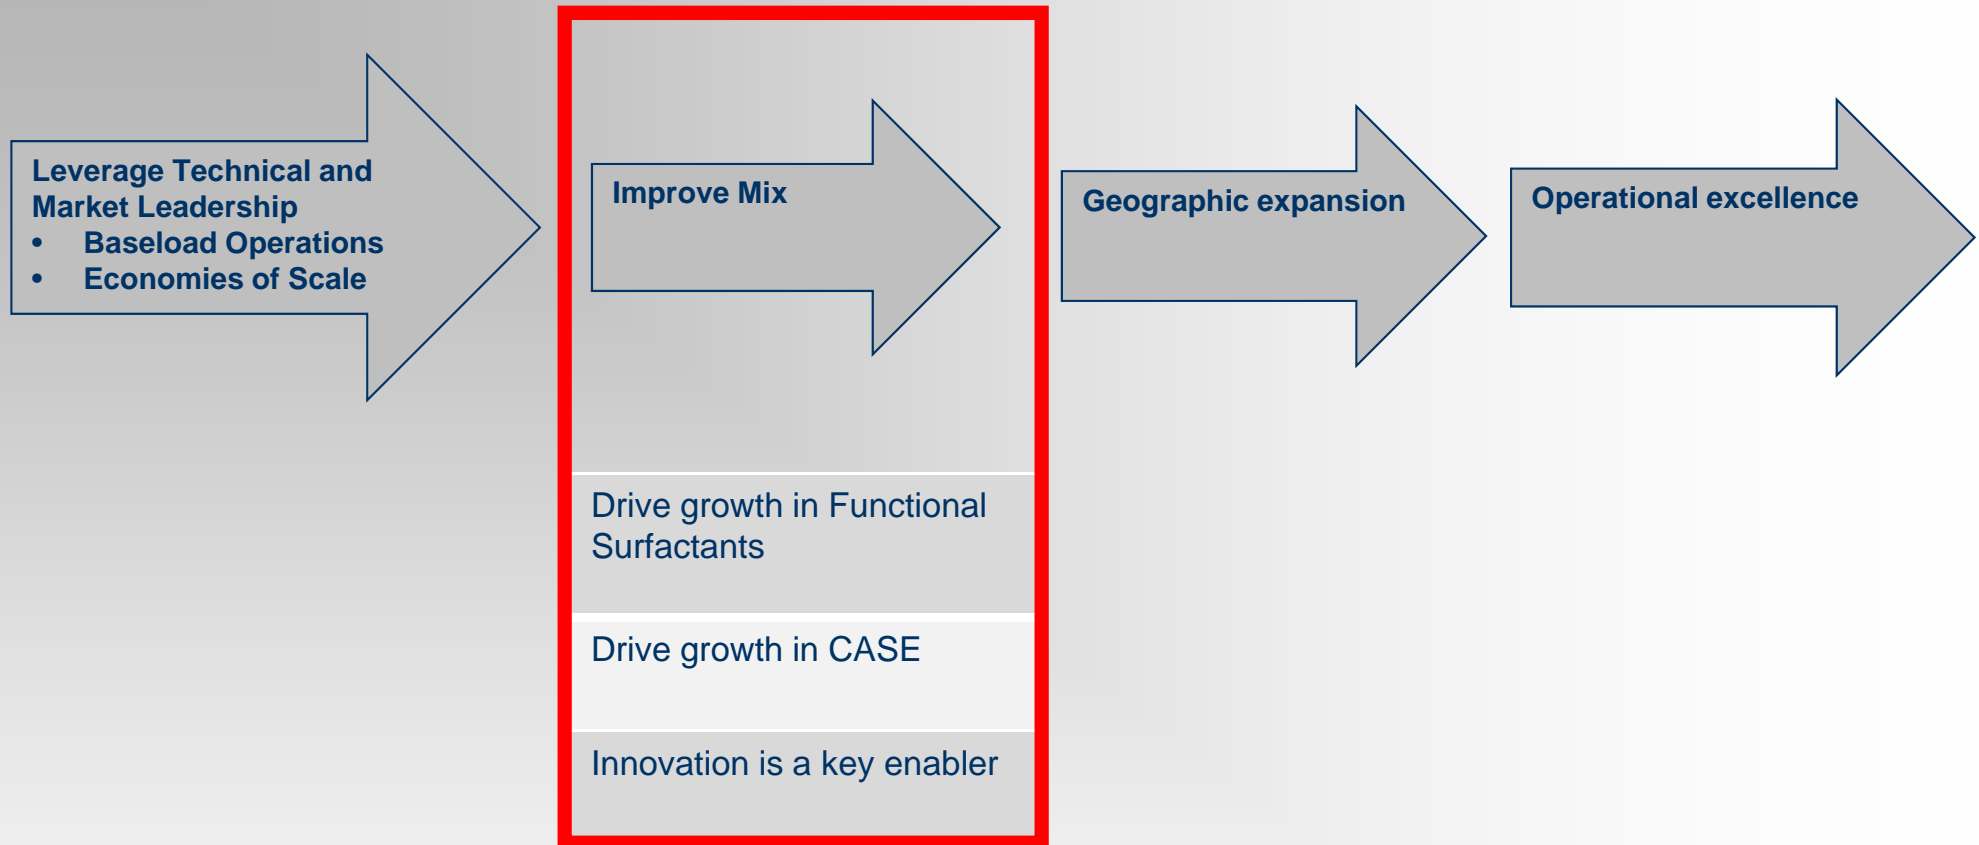 Leverage Technical and
Market Leadership
• Baseload Operations
• Economies of Scale
Improve Mix
Geographic expansion
Operational excellence
Drive growth in Functional
Surfactants
Drive growth in CASE
Innovation is a key enabler